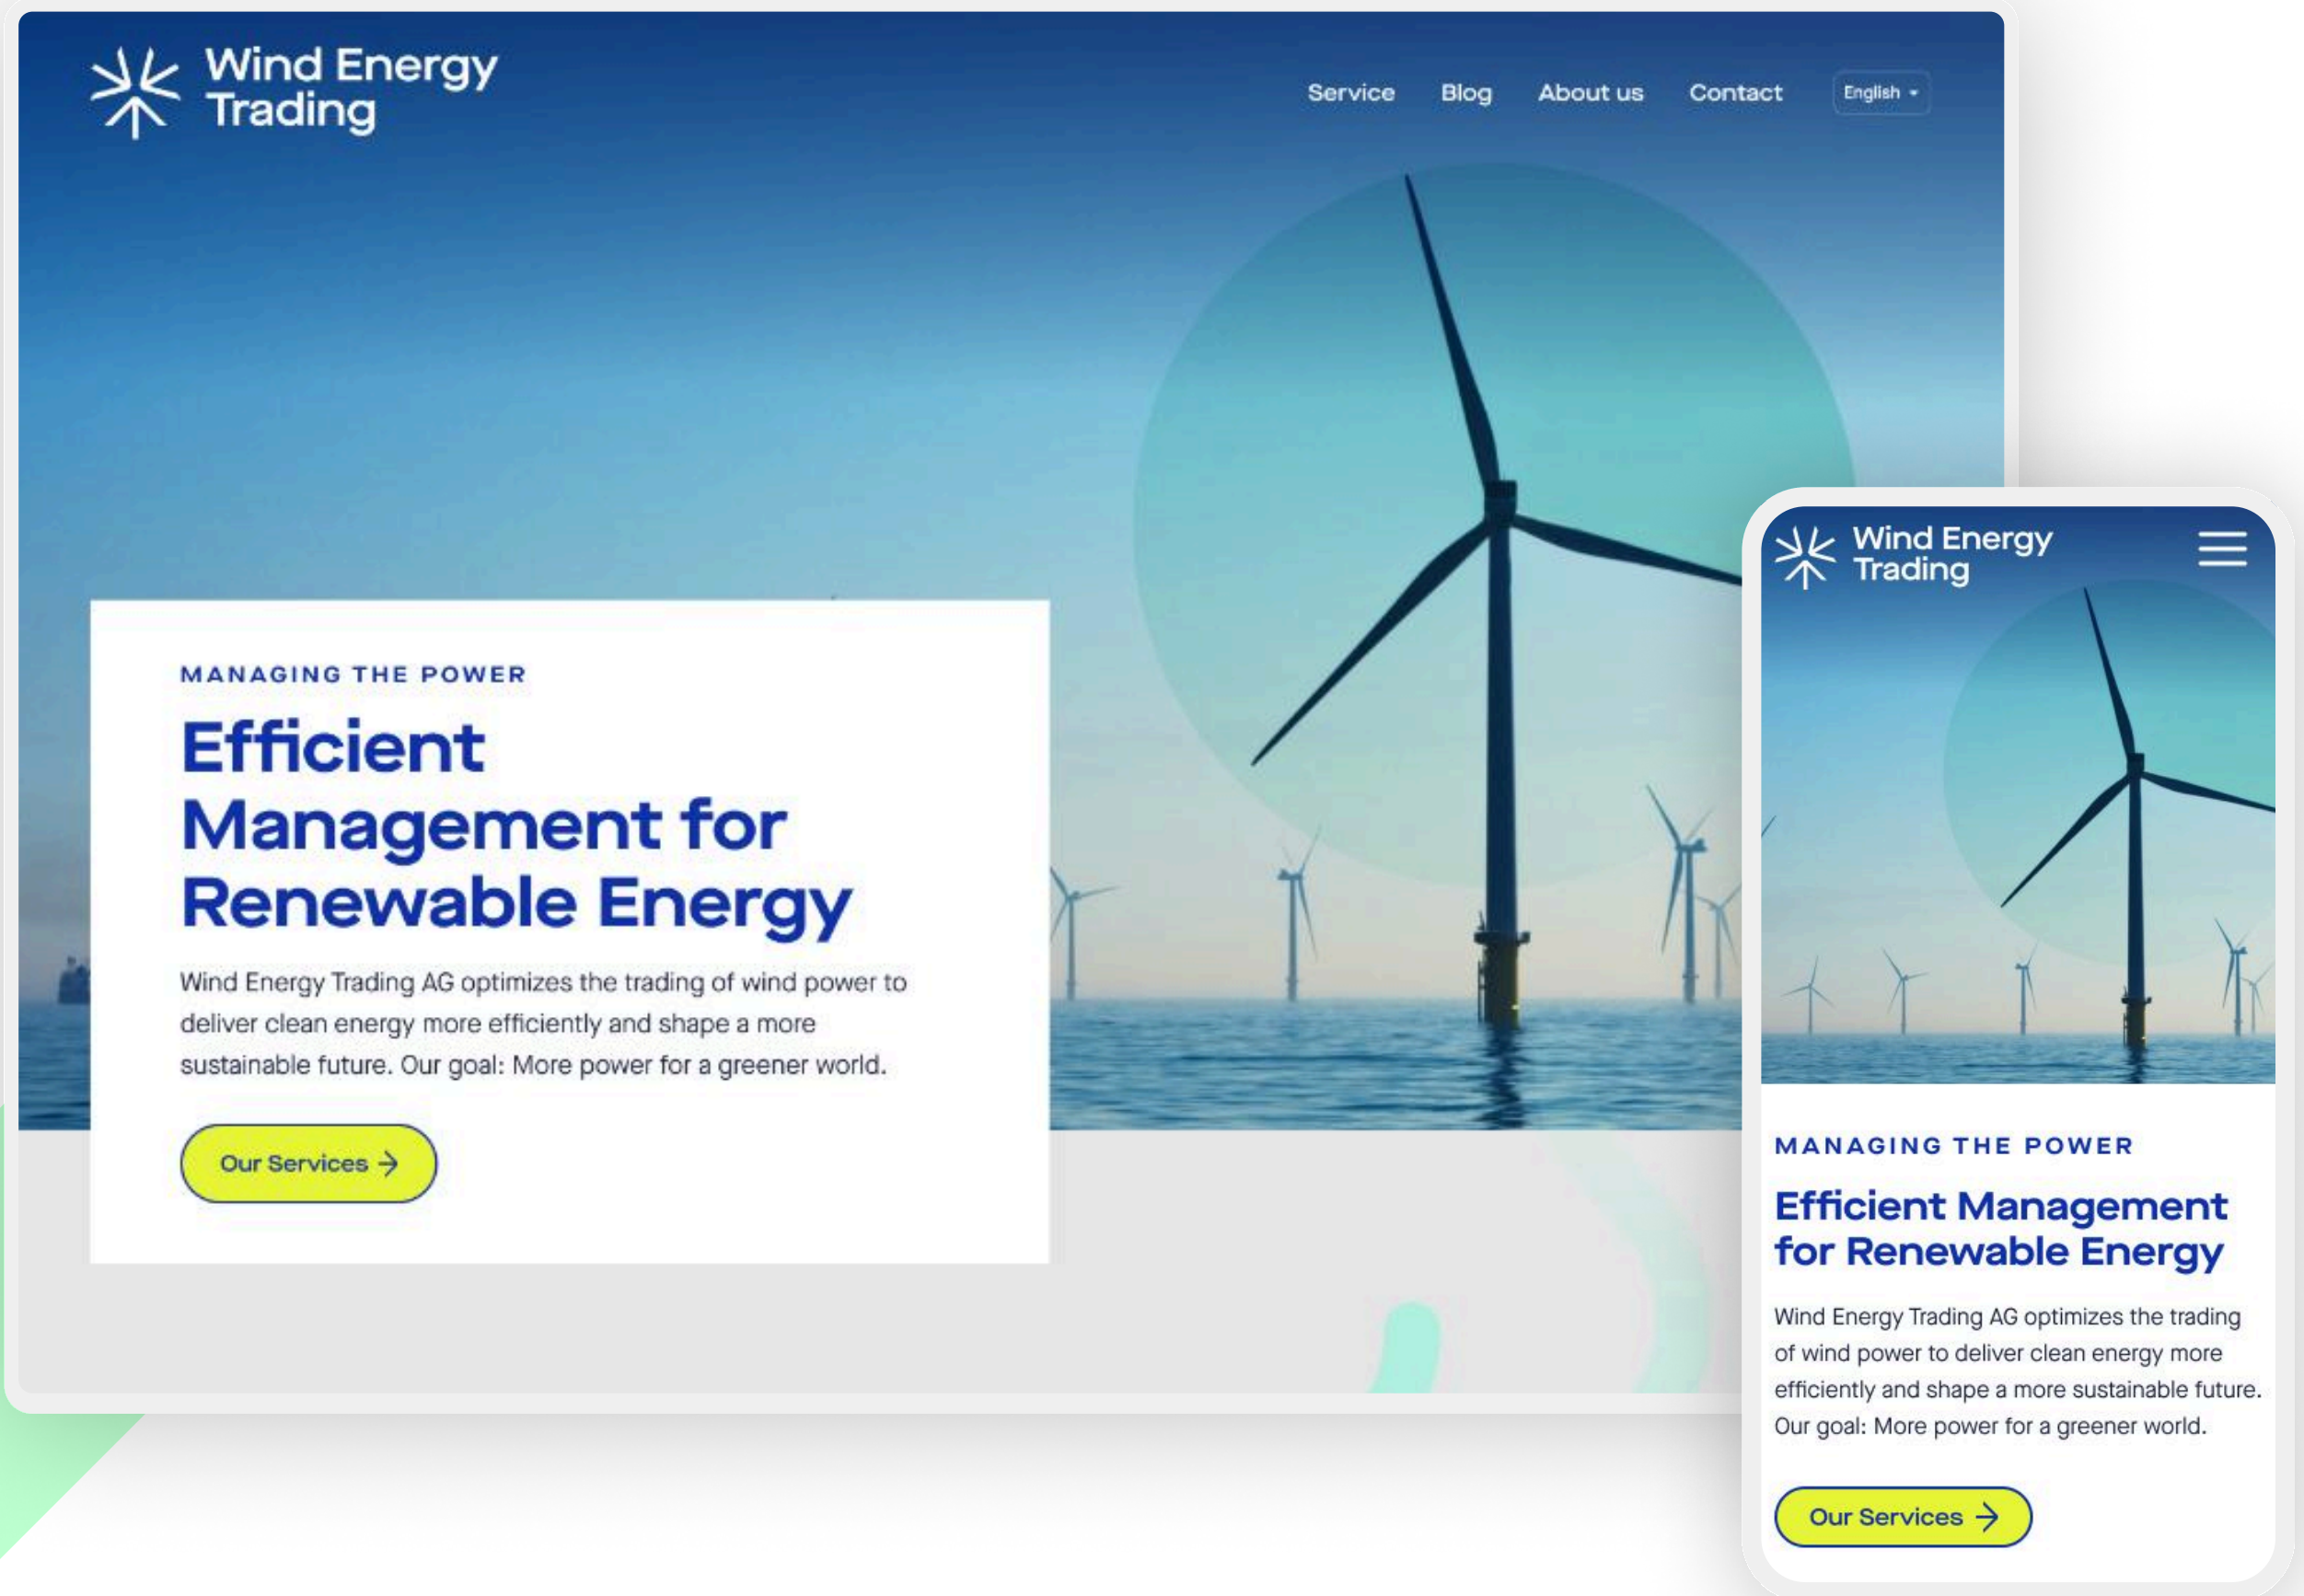 Wind Energy
Trading
Service
Blog
About us
Contact
English
MANAGING THE POWER
Efficient
Management for
Renewable Energy
Wind Energy Trading AG optimizes the trading of wind power to
deliver clean energy more efficiently and shape a more
sustainable future. Our goal: More power for a greener world.
Our Services →
Wind Energy
Trading
MANAGING THE POWER
Efficient Management
for Renewable Energy
Wind Energy Trading AG optimizes the trading
of wind power to deliver clean energy more
efficiently and shape a more sustainable future.
Our goal: More power for a greener world.
Our Services →